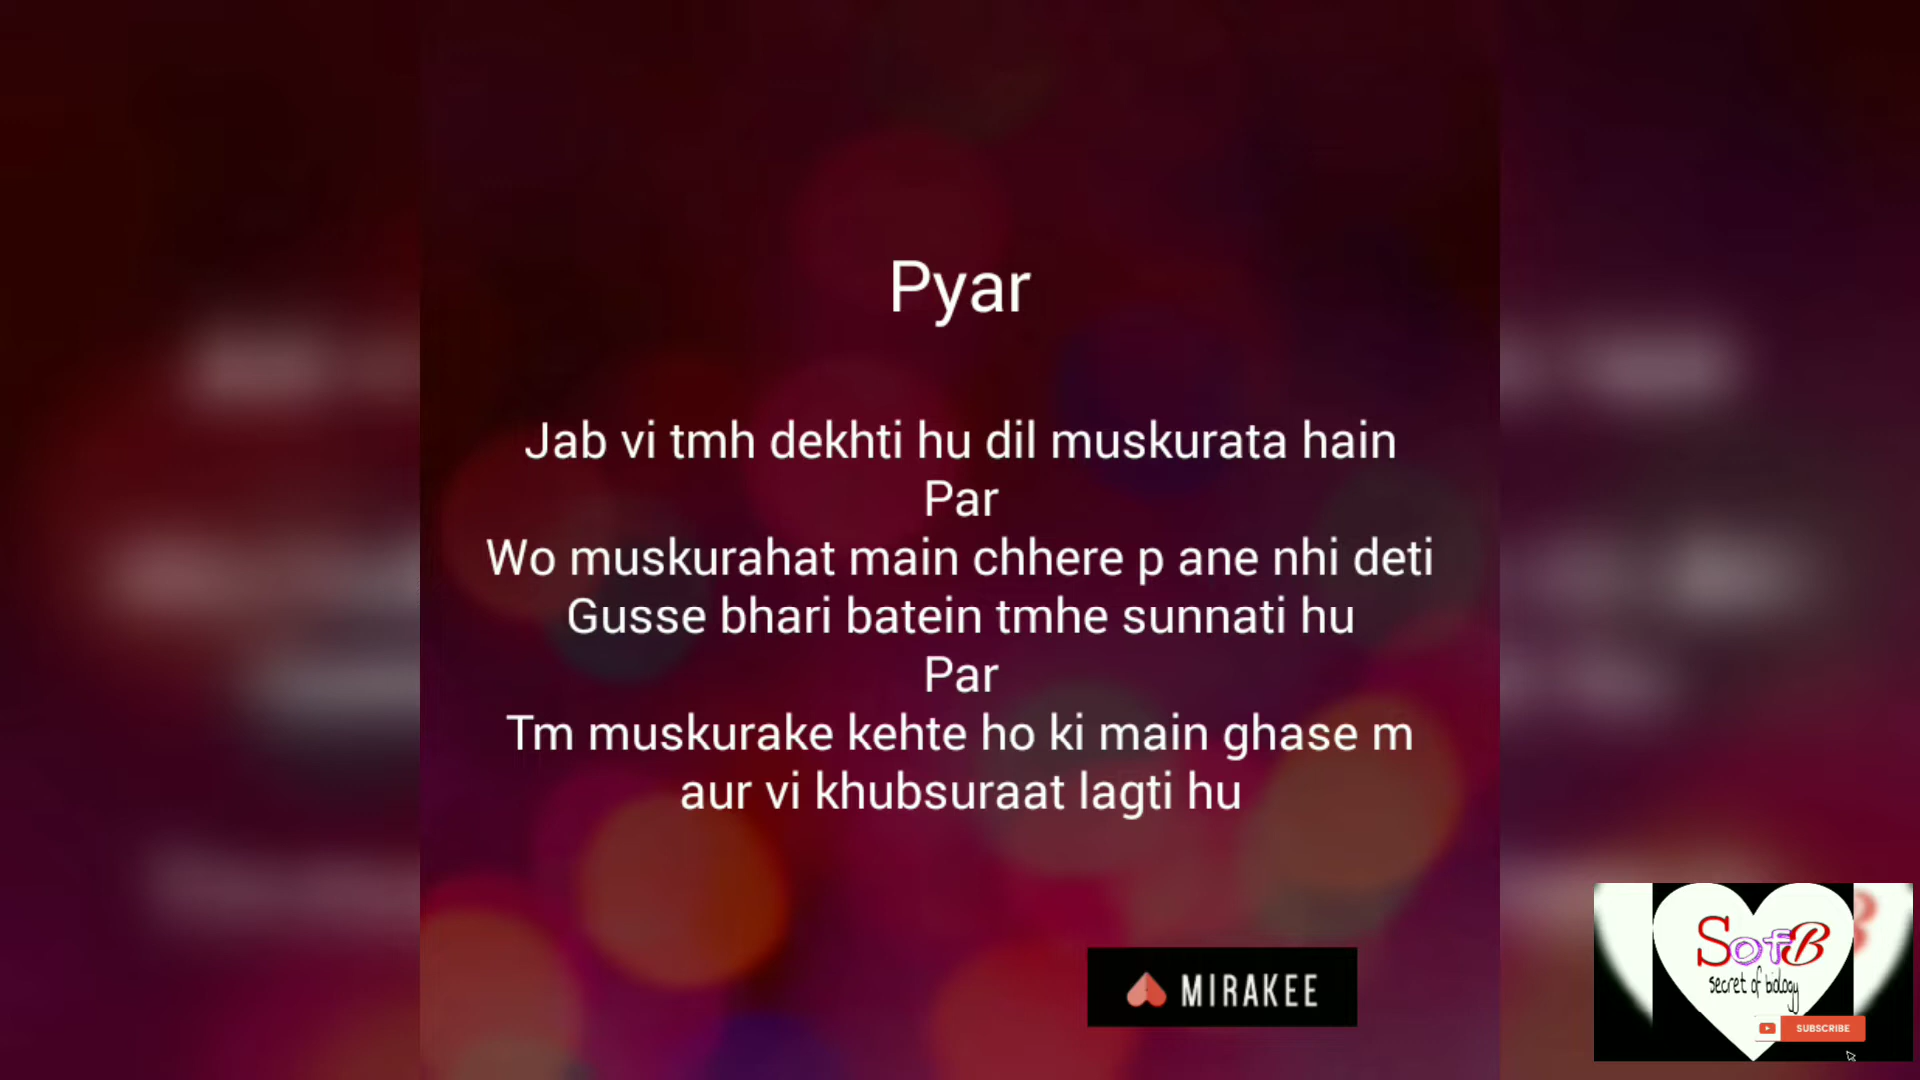 Pyar
Jab vi tmh dekhti hu dil muskurata hain
Par
Wo muskurahat main chhere p ane nhi deti
Gusse bhari batein tmhe sunnati hu
Par
Tm muskurake kehte ho ki main ghase m
aur vi khubsuraat lagti hu
MIRAKEE
SofB
secret of biology
SUBSCRIBE